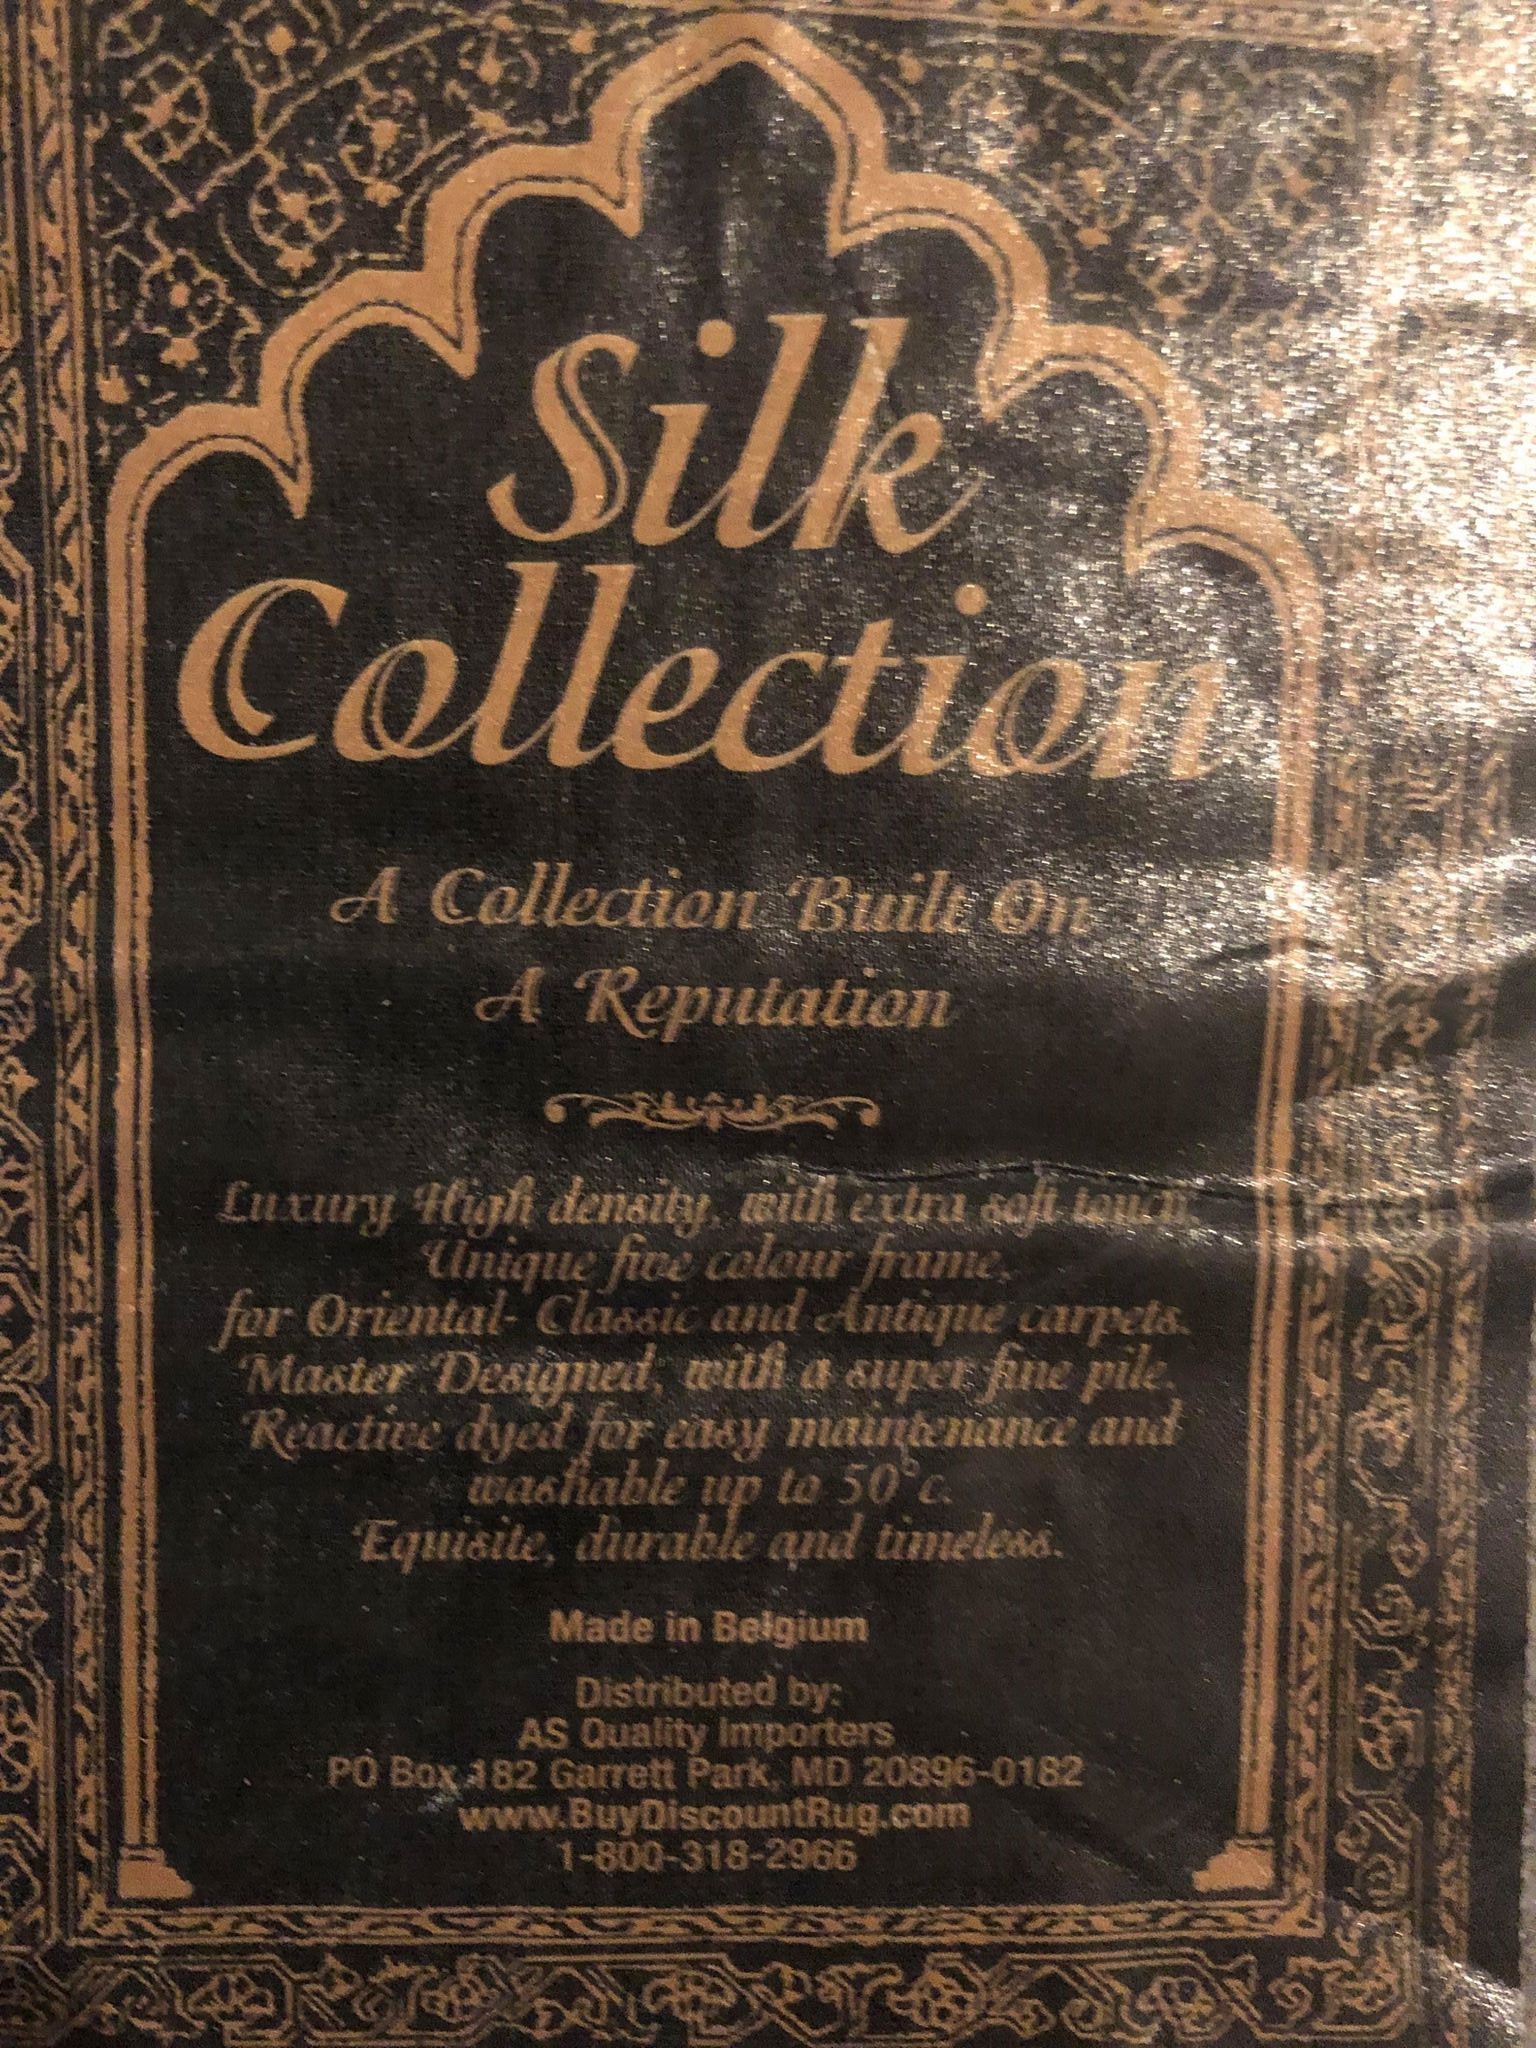 Silk
Collection
A Collection Built On
A Reputation
Luxury High density, with extra soft touch
Unique five colour frame,
for Oriental- Classic and Antique carpets.
Master Designed, with a super fine pile.
Reactive dyed for easy maintenance and
washable up to 50°c.
Equisite, durable and timeless.
Made in Belgium
Distributed by:
AS Quality Importers
PO Box 182 Garrett Park, MD 20896-0182
www.BuyDiscountRug.com
1-800-318-2966